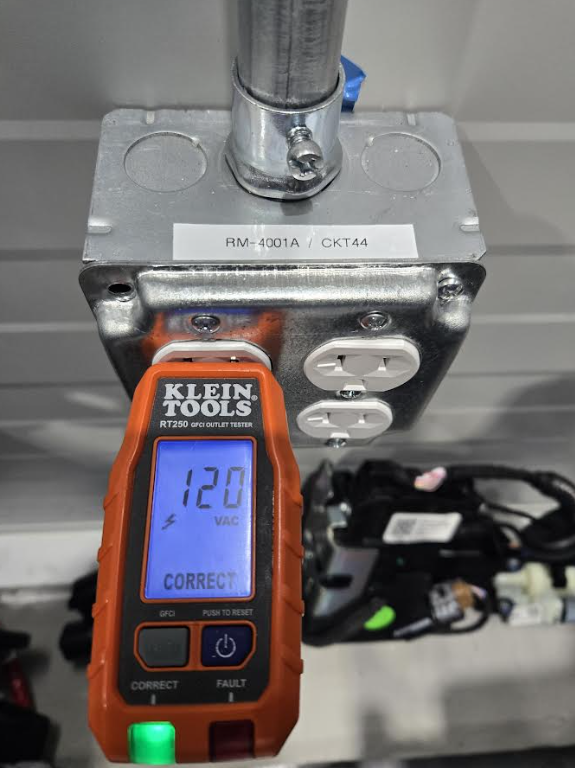 RM-4001A / CKT44
KLEIN
TOOLS®
RT250 GFCI OUTLET TESTER
120
VAC
CORRECT
GFCI PUSH TO RESET
CORRECT FAULT